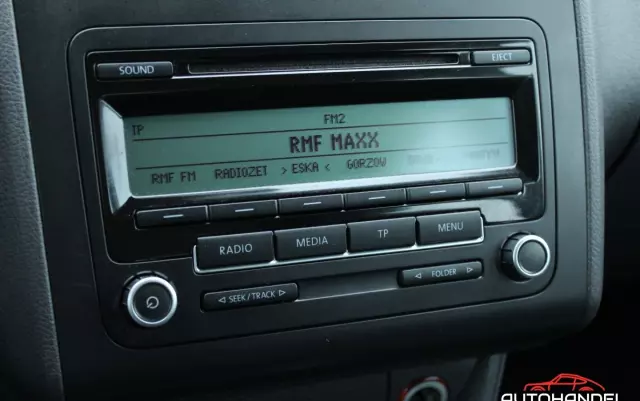 SOUND
EJECT
TP FM2
RMF MAXX
RMF FM RADIOZET > ESKA < GORZOW
RADIO MEDIA TP MENU
◁ SEEK/TRACK ▷
◁ FOLDER ▷
AUTOHANDEL